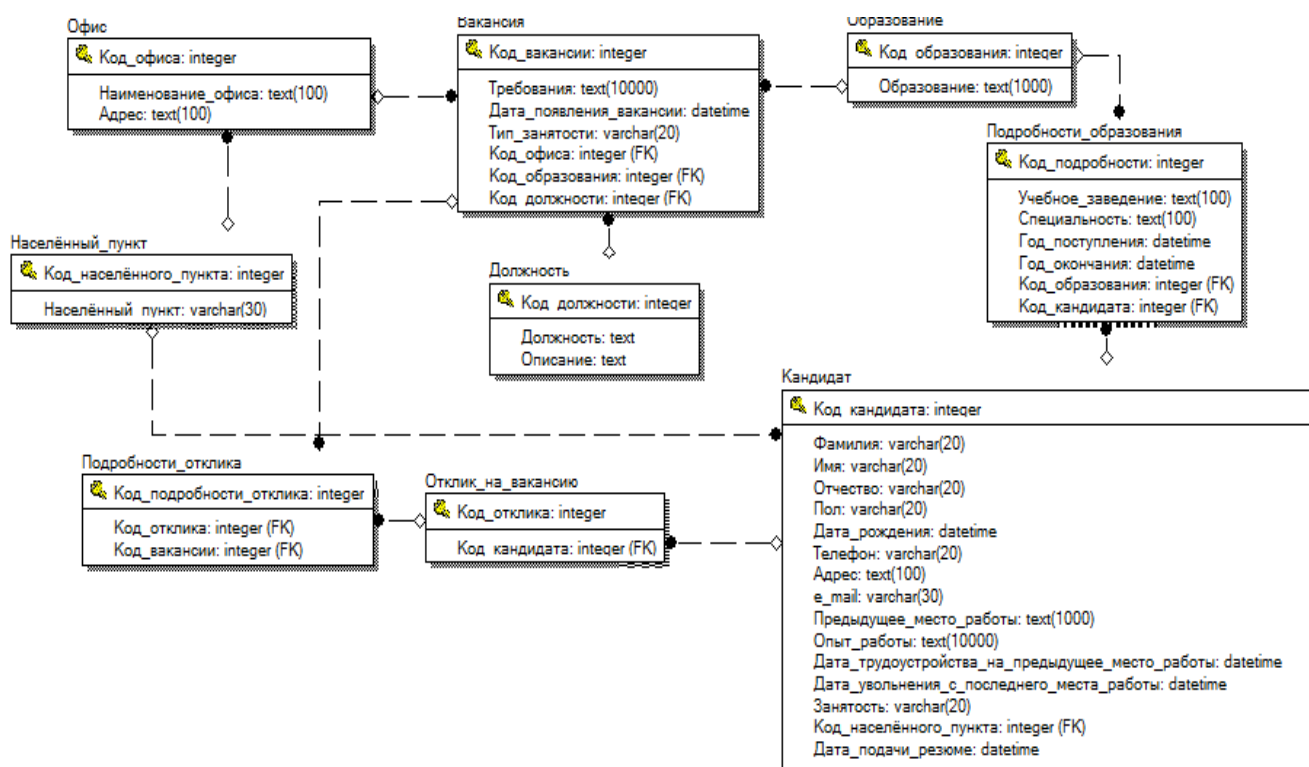 Офис
Код_офиса: integer
Наименование_офиса: text(100)
Адрес: text(100)
Вакансия
Код_вакансии: integer
Требования: text(10000)
Дата_появления_вакансии: datetime
Тип_занятости: varchar(20)
Код_офиса: integer (FK)
Код_образования: integer (FK)
Код_должности: integer (FK)
Образование
Код_образования: integer
Образование: text(1000)
Подробности_образования
Код_подробности: integer
Учебное_заведение: text(100)
Специальность: text(100)
Год_поступления: datetime
Год_окончания: datetime
Код_образования: integer (FK)
Код_кандидата: integer (FK)
Населённый_пункт
Код_населённого_пункта: integer
Населённый_пункт: varchar(30)
Должность
Код_должности: integer
Должность: text
Описание: text
Кандидат
Код_кандидата: integer
Фамилия: varchar(20)
Имя: varchar(20)
Отчество: varchar(20)
Пол: varchar(20)
Дата_рождения: datetime
Телефон: varchar(20)
Адрес: text(100)
e_mail: varchar(30)
Предыдущее_место_работы: text(1000)
Опыт_работы: text(10000)
Дата_трудоустройства_на_предыдущее_место_работы: datetime
Дата_увольнения_с_последнего_места_работы: datetime
Занятость: varchar(20)
Код_населённого_пункта: integer (FK)
Дата_подачи_резюме: datetime
Подробности_отклика
Код_подробности_отклика: integer
Код_отклика: integer (FK)
Код_вакансии: integer (FK)
Отклик_на_вакансию
Код_отклика: integer
Код_кандидата: integer (FK)